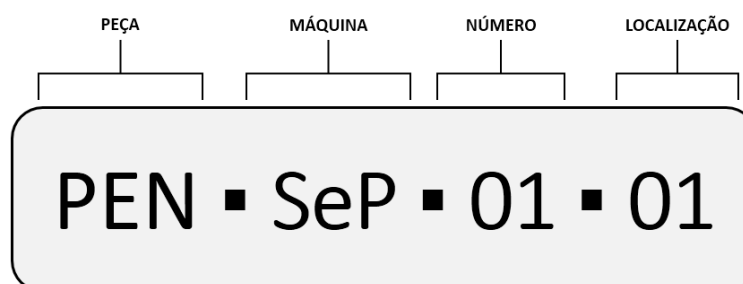 PEÇA MÁQUINA NÚMERO LOCALIZAÇÃO
PEN ▪ SeP ▪ 01 ▪ 01